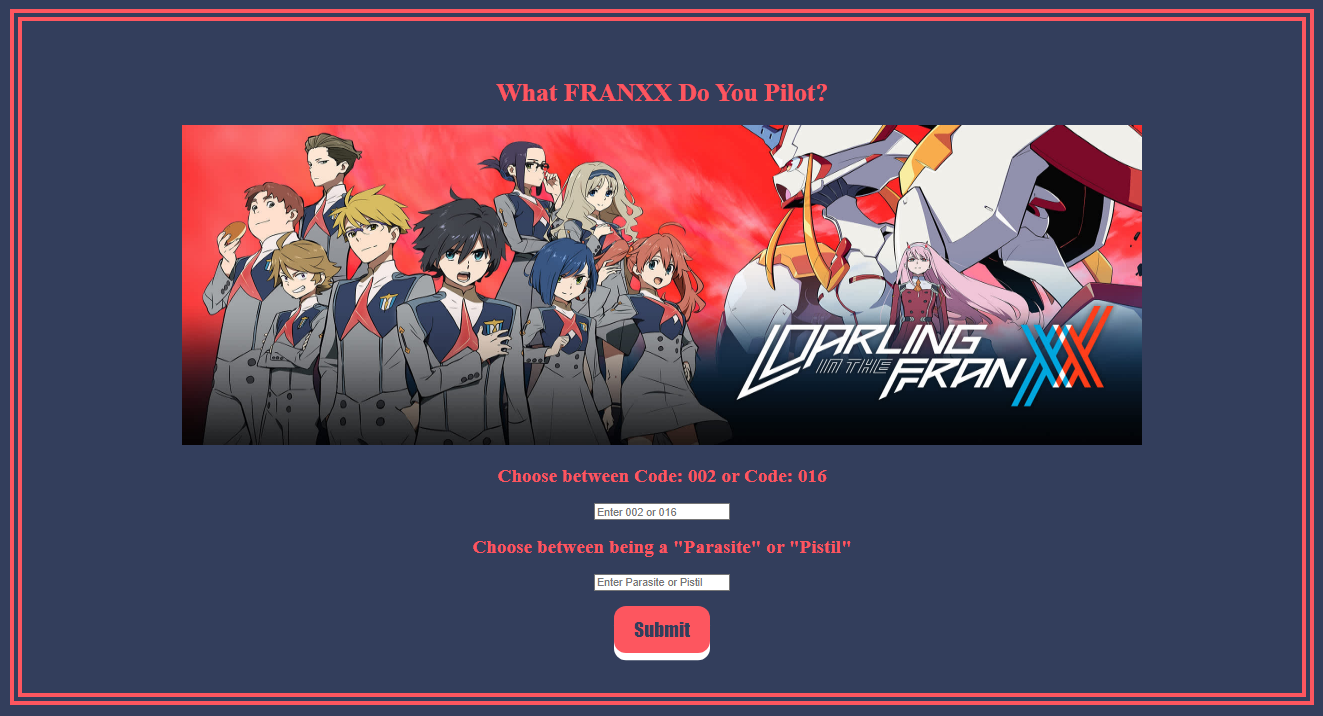 What FRANXX Do You Pilot?
DARLING
IN THE
FRANXX
Choose between Code: 002 or Code: 016
Enter 002 or 016
Choose between being a "Parasite" or "Pistil"
Enter Parasite or Pistil
Submit